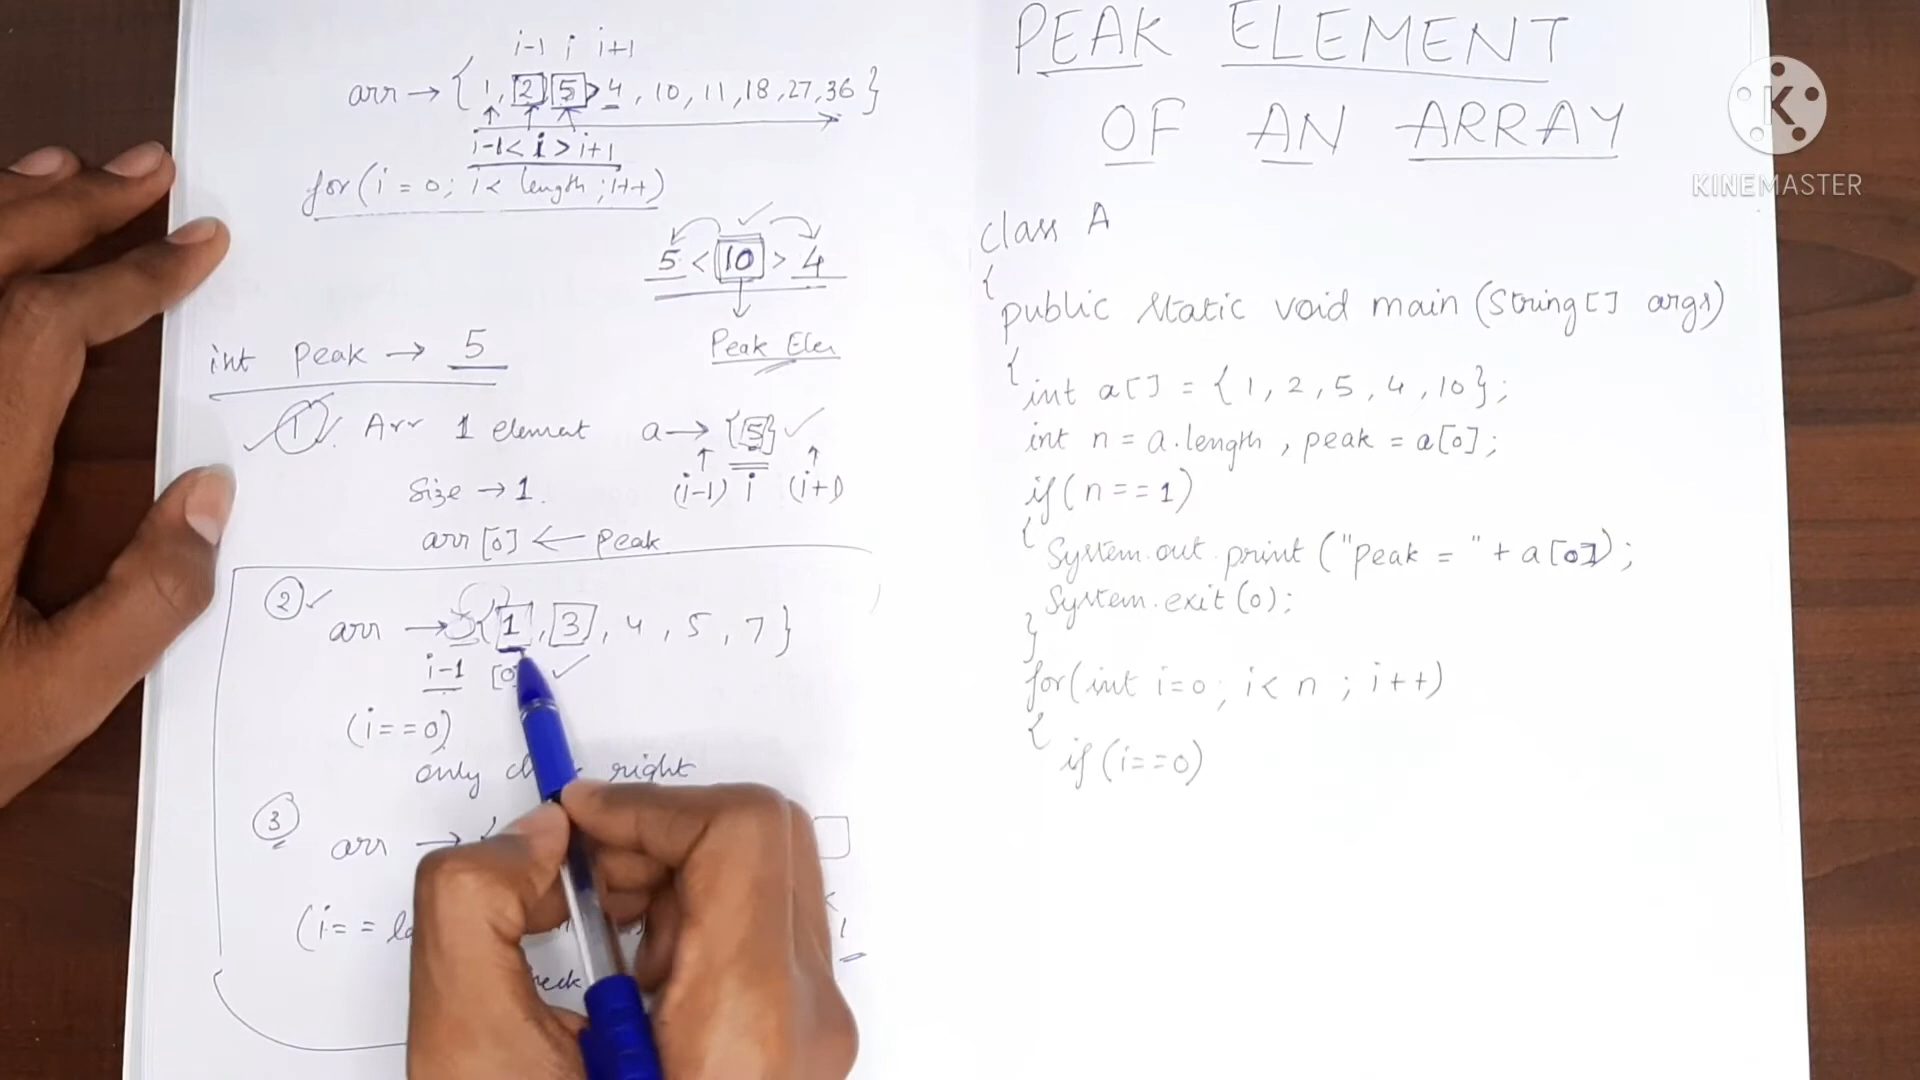 i-1 i i+1
arr → { 1, 2 5 > 4, 10, 11, 18, 27, 36 }
i-1 < i > i+1
for (i = 0; i < length; i++)
5 < 10 > 4
Peak Ele
int peak → 5
1. Arr 1 element a → {5}
(i-1) i (i+1)
Size → 1.
arr [0] ← peak
2 arr → { 1, 3, 4, 5, 7 }
i-1 [0]
(i==0)
only right
3 arr →
(i==
PEAK ELEMENT
OF AN ARRAY
KINEMASTER
class A
{
public static void main (String[] args)
{
int a[] = { 1, 2, 5, 4, 10 };
int n = a.length, peak = a[0];
if (n == 1)
{
System.out.print ("peak = " + a[0]);
System.exit(0);
}
for(int i=0; i< n ; i++)
{
if (i==0)